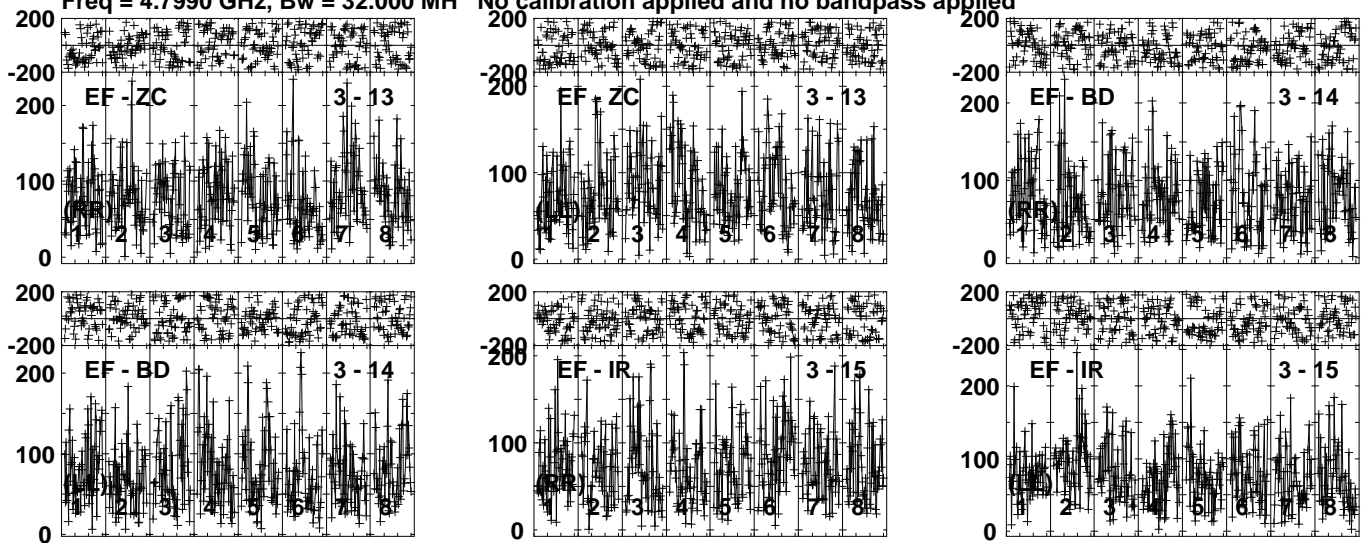 Freq = 4.7990 GHz, Bw = 32.000 MH No calibration applied and no bandpass applied
200
-200
EF - ZC 3 - 13
200
100
(RR)
1 2 3 4 5 6 7 8
0
200
-200
EF - ZC 3 - 13
200
100
(LL)
1 2 3 4 5 6 7 8
0
200
-200
EF - BD 3 - 14
200
100
(RR)
1 2 3 4 5 6 7 8
0
200
-200
EF - BD 3 - 14
200
100
(LL)
1 2 3 4 5 6 7 8
0
200
-200
EF - IR 3 - 15
200
100
(RR)
1 2 3 4 5 6 7 8
0
200
-200
EF - IR 3 - 15
200
100
(LL)
1 2 3 4 5 6 7 8
0